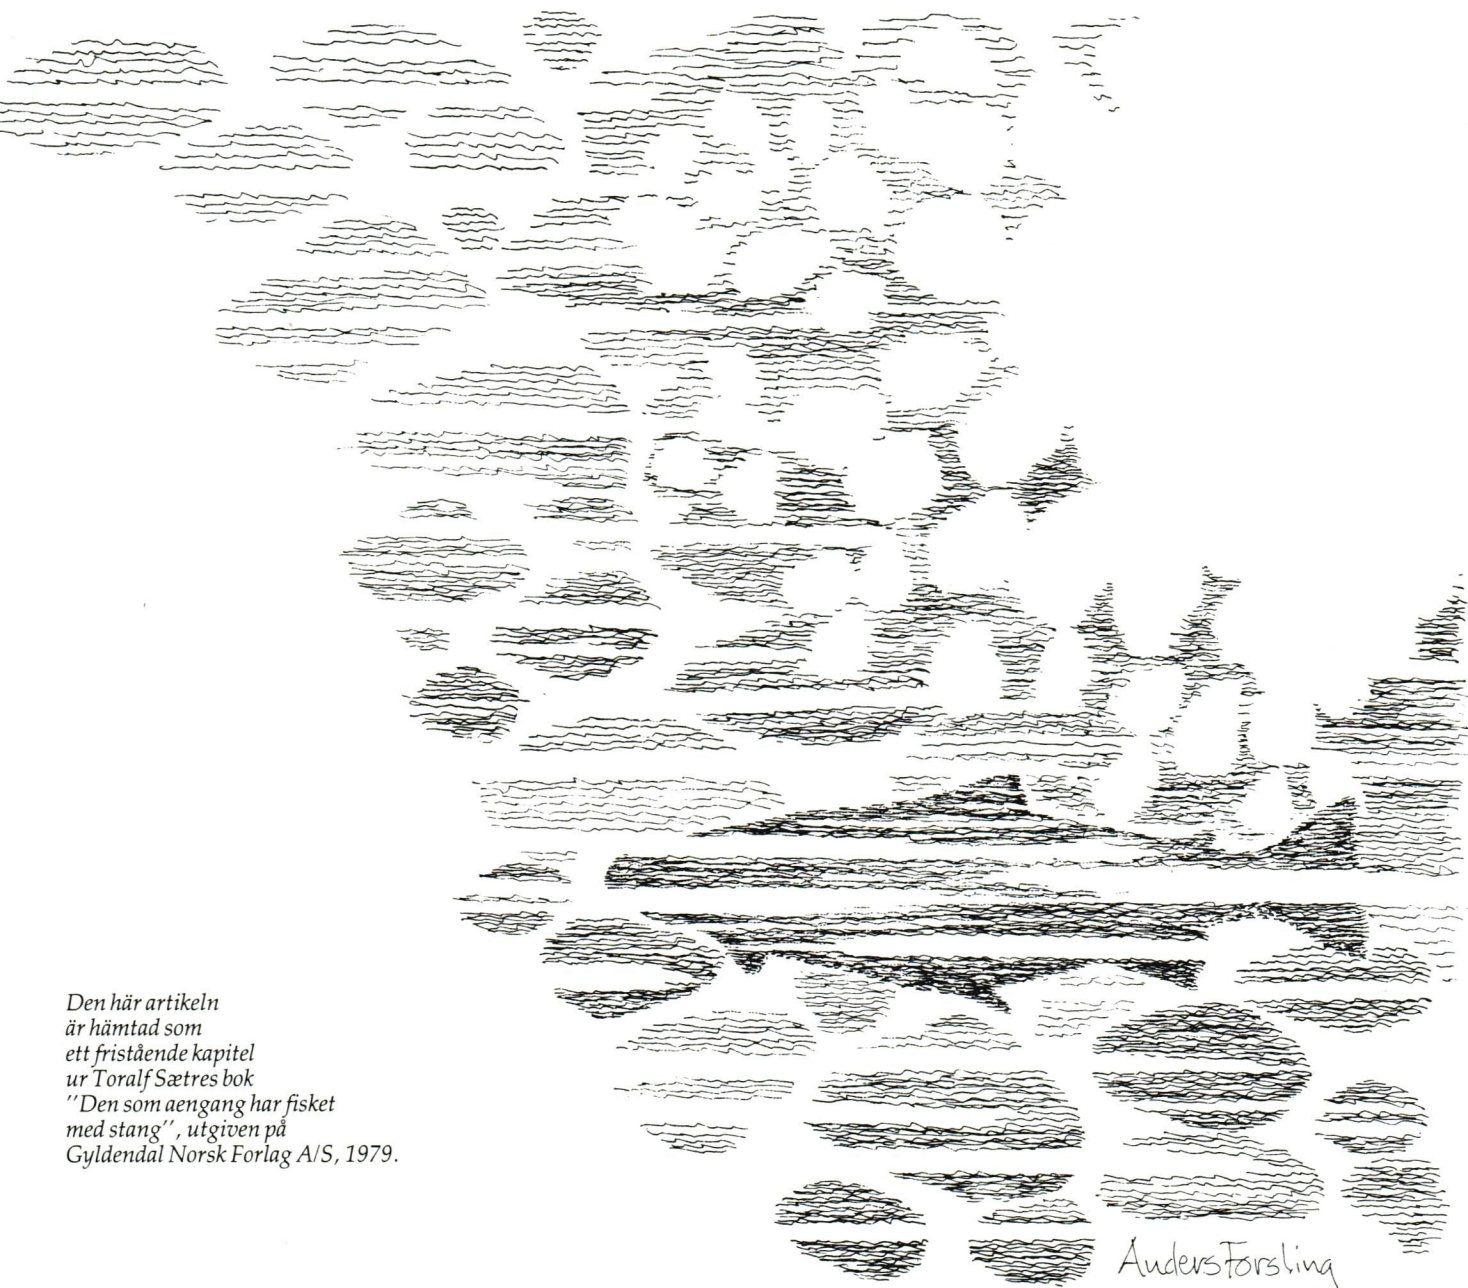 Den här artikeln
är hämtad som
ett fristående kapitel
ur Toralf Sætres bok
''Den som aengang har fisket
med stang'', utgiven på
Gyldendal Norsk Forlag A/S, 1979.
Anders Forsling